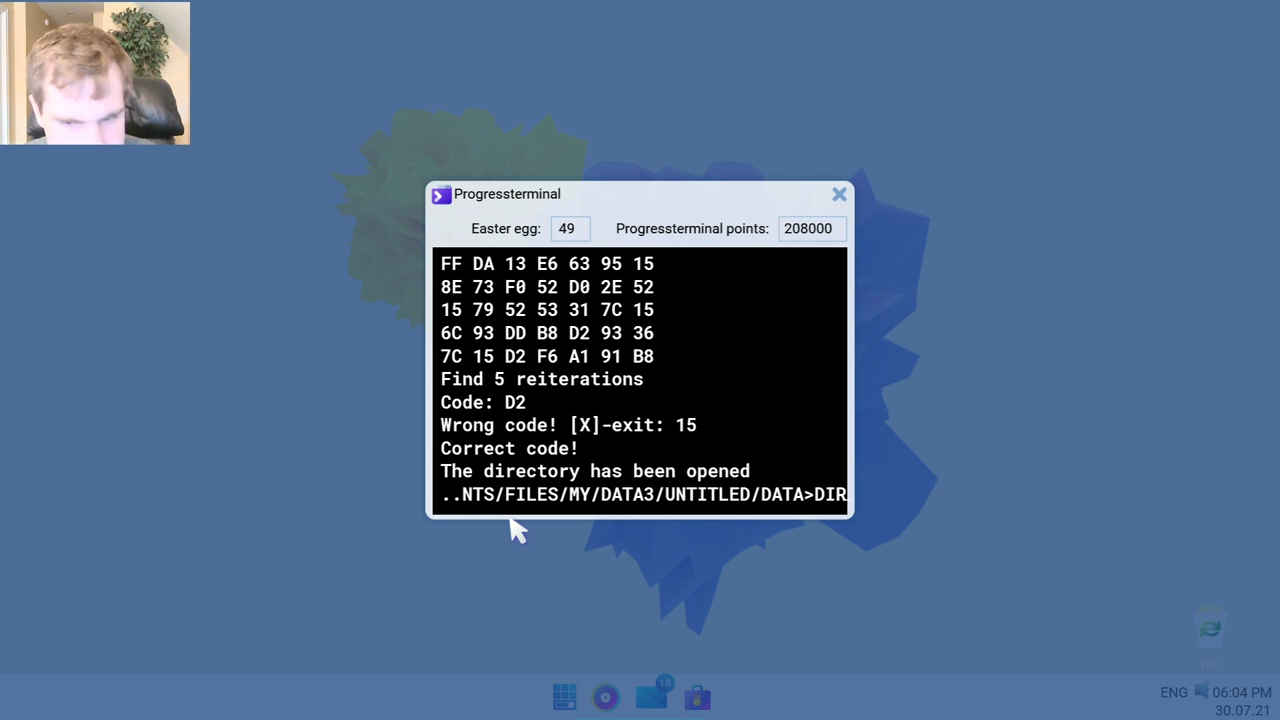 Progressterminal
Easter egg: 49 Progressterminal points: 208000
FF DA 13 E6 63 95 15
8E 73 F0 52 D0 2E 52
15 79 52 53 31 7C 15
6C 93 DD B8 D2 93 36
7C 15 D2 F6 A1 91 B8
Find 5 reiterations
Code: D2
Wrong code! [X]-exit: 15
Correct code!
The directory has been opened
..NTS/FILES/MY/DATA3/UNTITLED/DATA>DIR
Bin
18
ENG 06:04 PM
30.07.21